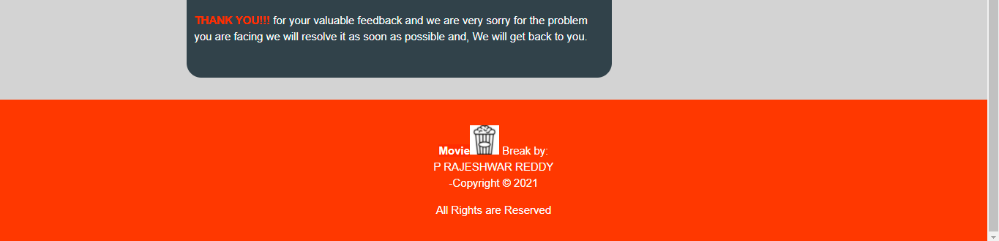 THANK YOU!!! for your valuable feedback and we are very sorry for the problem
you are facing we will resolve it as soon as possible and, We will get back to you.
Movie Break by:
P RAJESHWAR REDDY
-Copyright © 2021
All Rights are Reserved